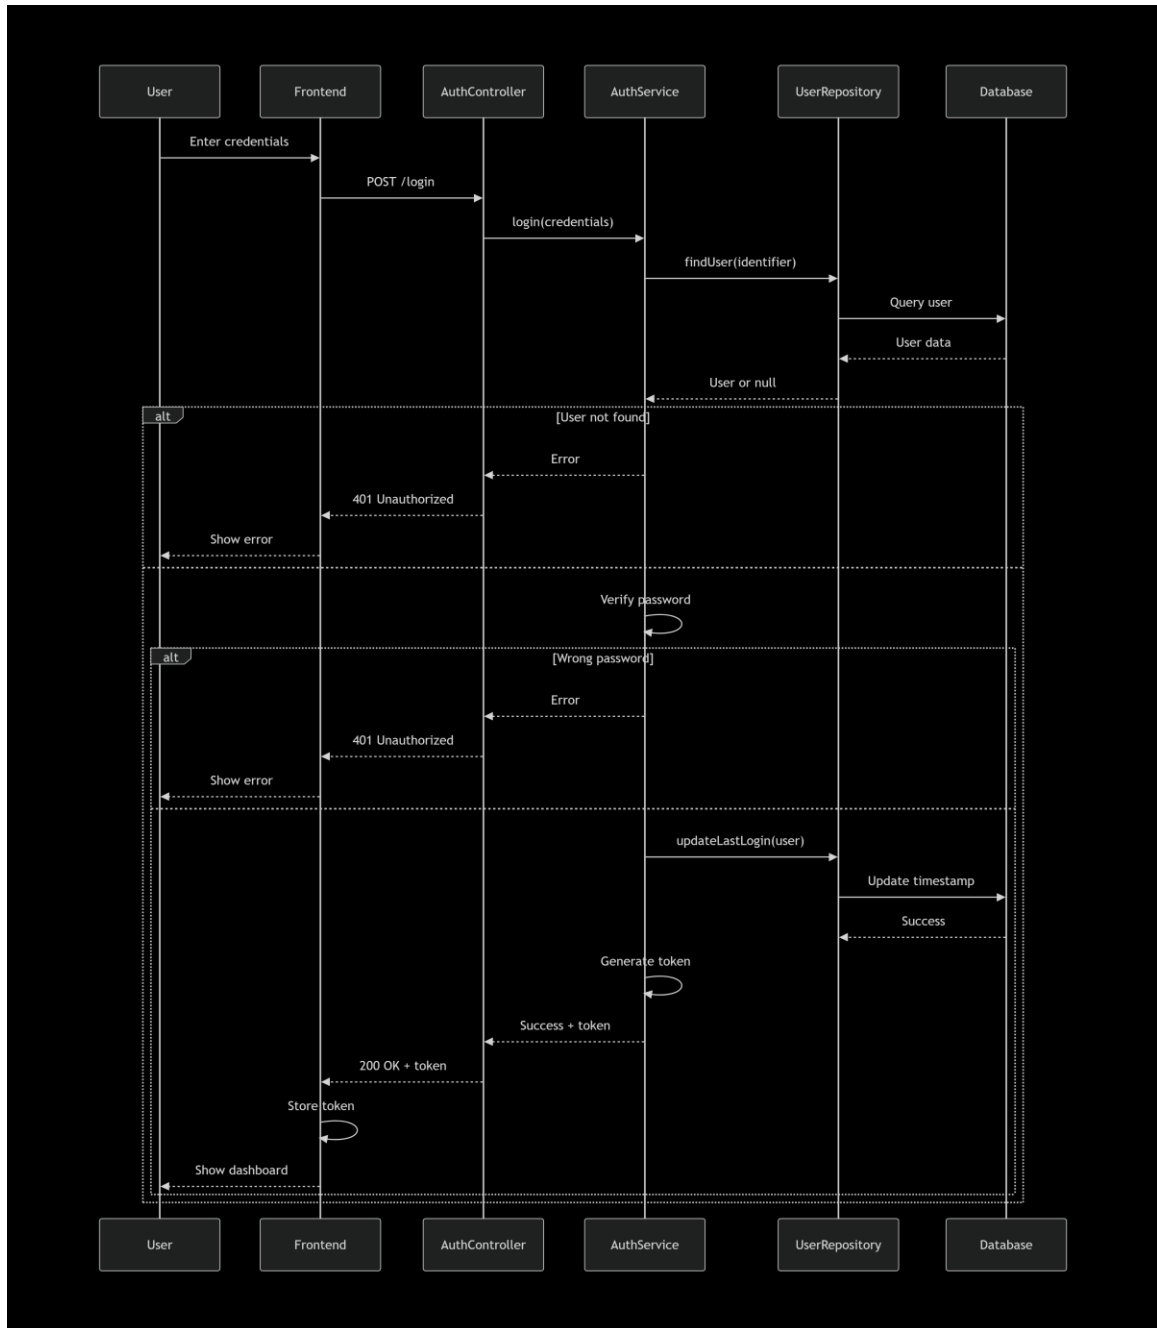 User
Frontend
AuthController
AuthService
UserRepository
Database
Enter credentials
POST /login
login(credentials)
findUser(identifier)
Query user
User data
User or null
alt
[User not found]
Error
401 Unauthorized
Show error
Verify password
alt
[Wrong password]
Error
401 Unauthorized
Show error
updateLastLogin(user)
Update timestamp
Success
Generate token
Success + token
200 OK + token
Store token
Show dashboard
User
Frontend
AuthController
AuthService
UserRepository
Database